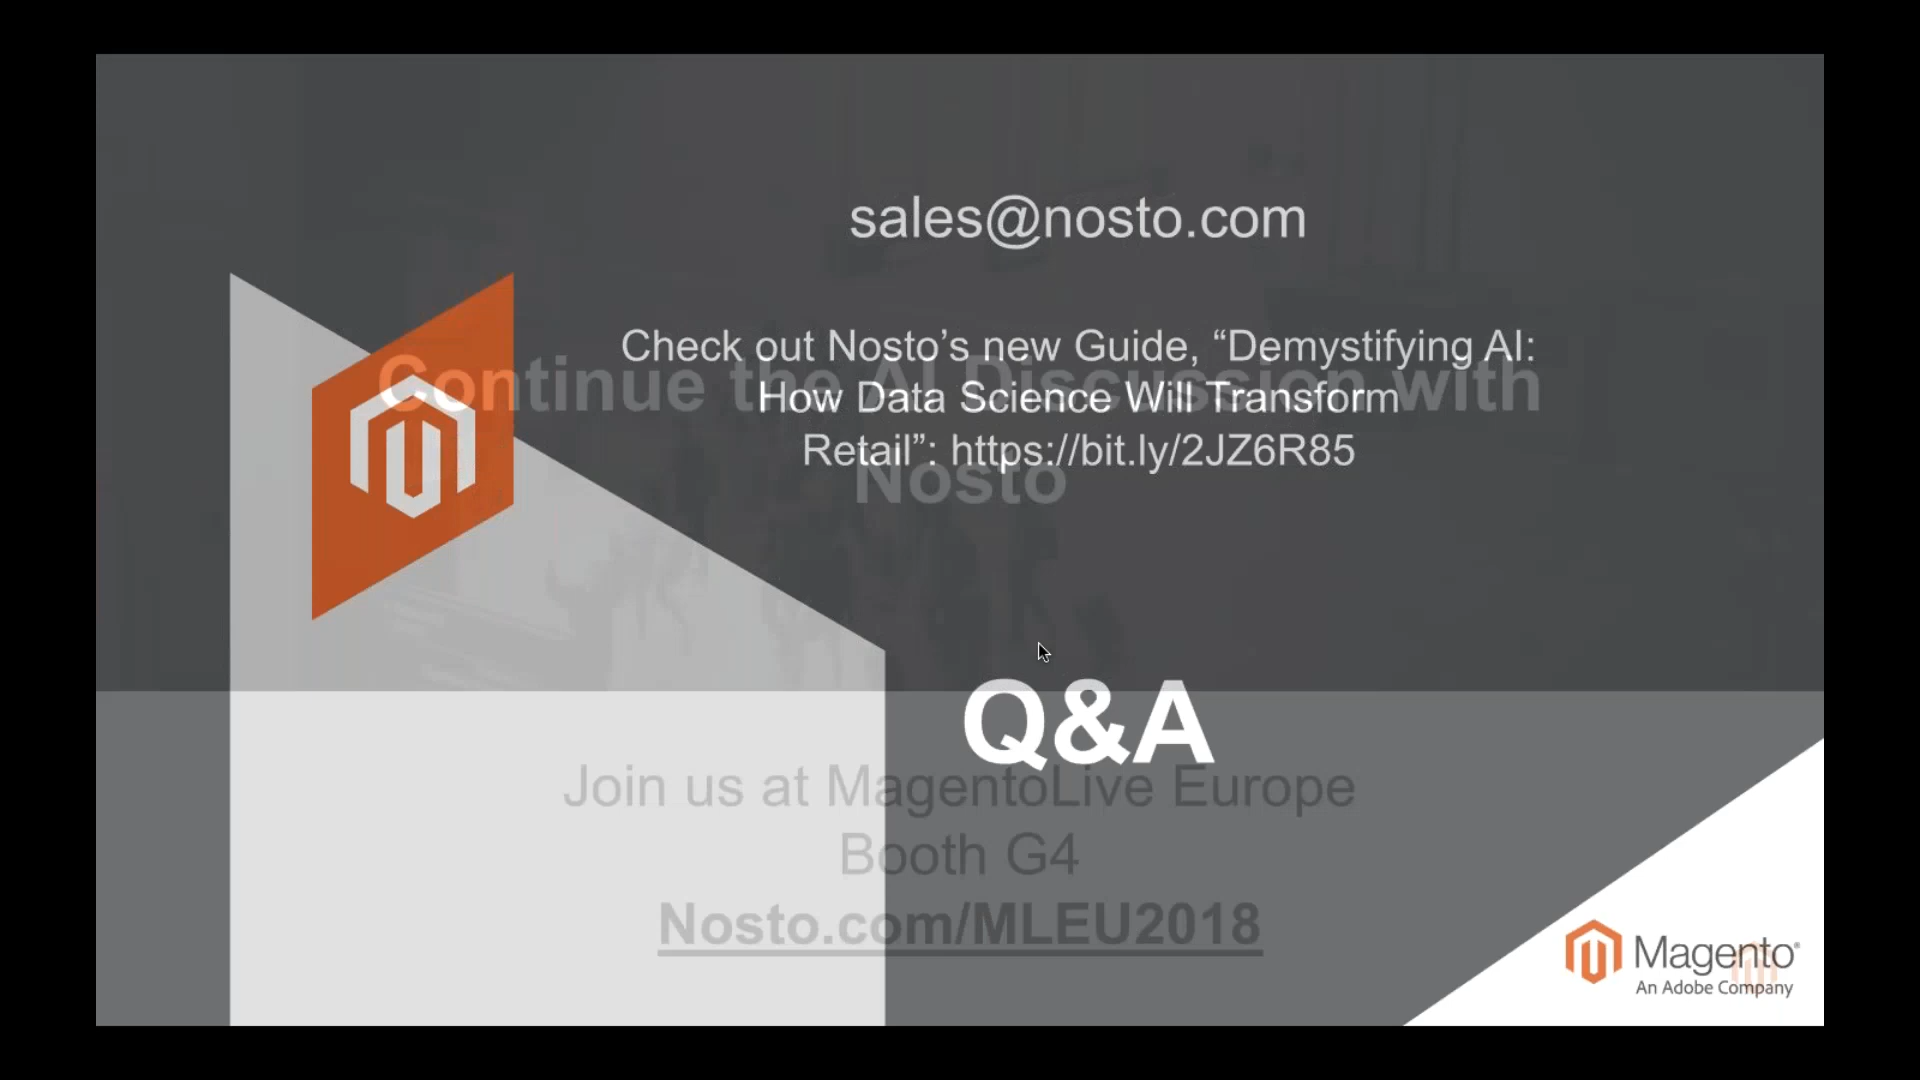 sales@nosto.com
Check out Nosto’s new Guide, “Demystifying AI:
How Data Science Will Transform
Retail”: https://bit.ly/2JZ6R85
Continue the AI Discussion with
Nosto
Q&A
Join us at MagentoLive Europe
Booth G4
Nosto.com/MLEU2018
Magento®
An Adobe Company